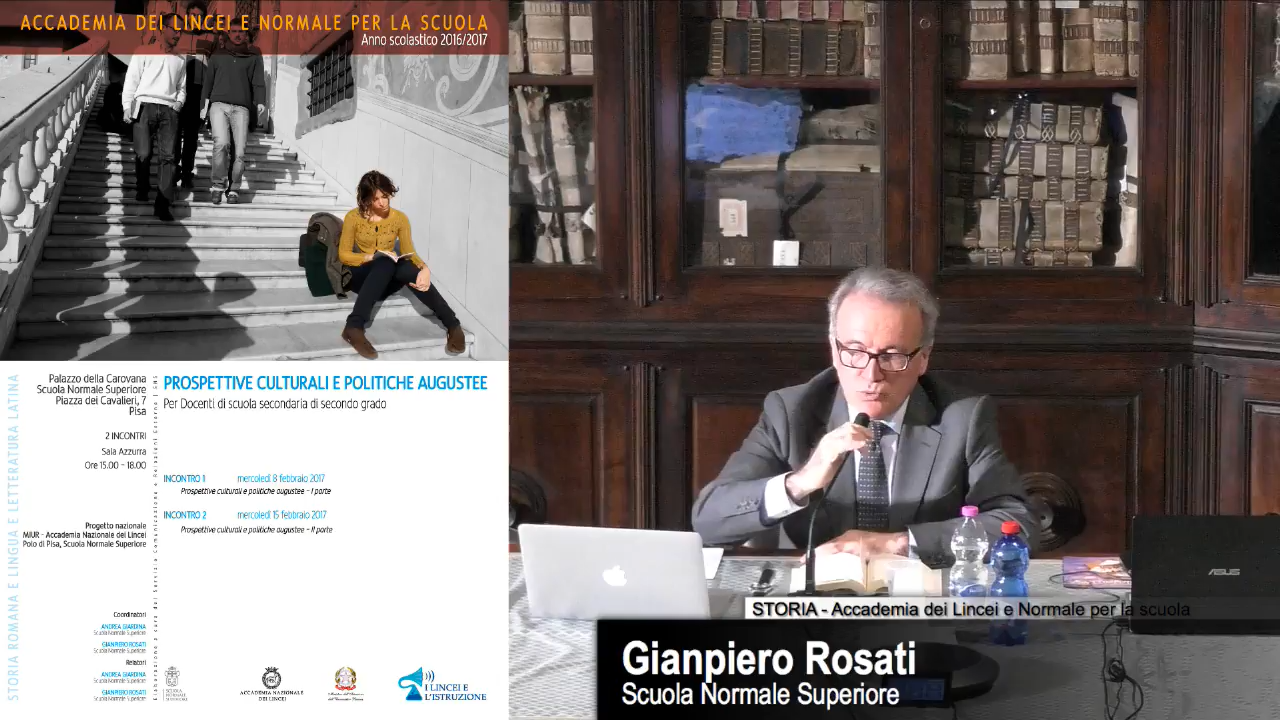 ACCADEMIA DEI LINCEI E NORMALE PER LA SCUOLA
Anno scolastico 2016/2017
STORIA ROMANA E LINGUA E LETTERATURA LATINA
Palazzo della Carovana
Scuola Normale Superiore
Piazza dei Cavalieri, 7
Pisa
2 INCONTRI
Sala Azzurra
Ore 15.00 - 18.00
Progetto nazionale
MIUR - Accademia Nazionale dei Lincei
Polo di Pisa, Scuola Normale Superiore
Coordinatori
ANDREA GIARDINA
Scuola Normale Superiore
GIANPIERO ROSATI
Scuola Normale Superiore
Relatori
ANDREA GIARDINA
Scuola Normale Superiore
GIANPIERO ROSATI
Scuola Normale Superiore
PROSPETTIVE CULTURALI E POLITICHE AUGUSTEE
Per Docenti di scuola secondaria di secondo grado
INCONTRO 1 mercoledì 8 febbraio 2017
Prospettive culturali e politiche augustee - I parte
INCONTRO 2 mercoledì 15 febbraio 2017
Prospettive culturali e politiche augustee - II parte
SCUOLA
NORMALE
SUPERIORE
ACCADEMIA NAZIONALE
DEI LINCEI
I LINCEI E
L'ISTRUZIONE
ASUS
STORIA - Accademia dei Lincei e Normale per la scuola
Gianpiero Rosati
Scuola Normale Superiore